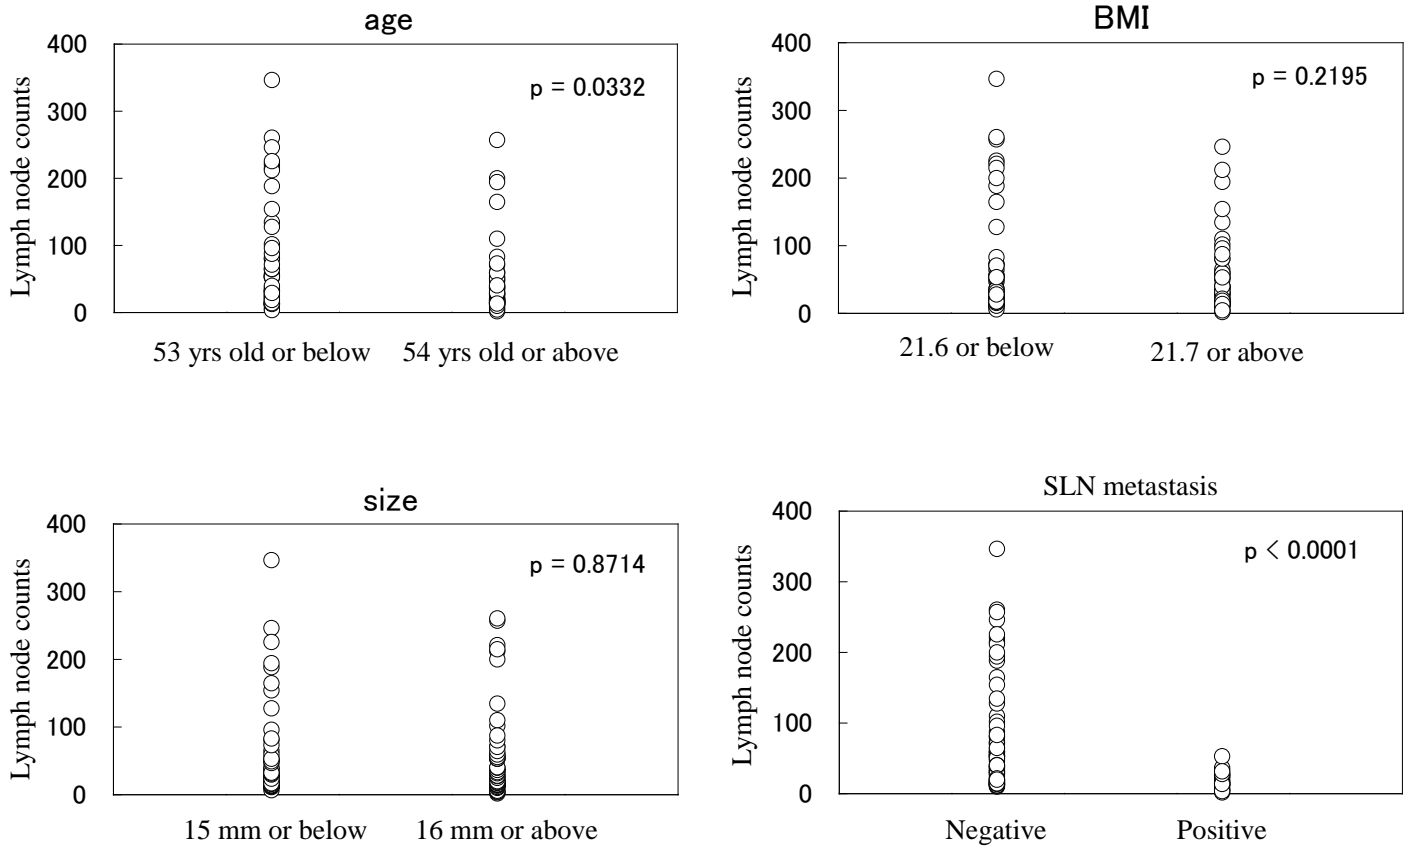 age
400
300
200
100
0
Lymph node counts
p = 0.0332
53 yrs old or below
54 yrs old or above
BMI
400
300
200
100
0
Lymph node counts
p = 0.2195
21.6 or below
21.7 or above
size
400
300
200
100
0
Lymph node counts
p = 0.8714
15 mm or below
16 mm or above
SLN metastasis
400
300
200
100
0
Lymph node counts
p < 0.0001
Negative
Positive